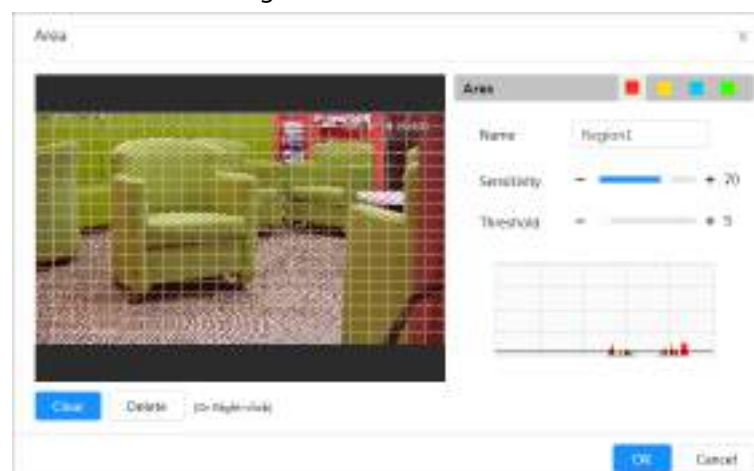 Area
Area
Name
Region1
Sensitivity
- + 70
Threshold
- + 5
Clear
Delete
(Or Right-click)
OK
Cancel